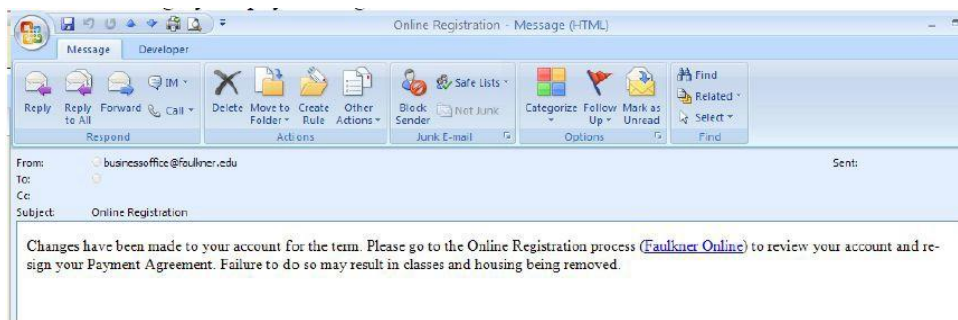 Online Registration - Message (HTML)
Message Developer
Reply Reply to All Forward IM Call Delete Move to Folder Create Rule Other Actions Block Sender Safe Lists Not Junk Categorize Follow Up Mark as Unread Find Related Select
Respond Actions Junk E-mail Options Find
From: businessoffice@faulkner.edu Sent:
To:
Cc:
Subject: Online Registration
Changes have been made to your account for the term. Please go to the Online Registration process (Faulkner Online) to review your account and re-
sign your Payment Agreement. Failure to do so may result in classes and housing being removed.